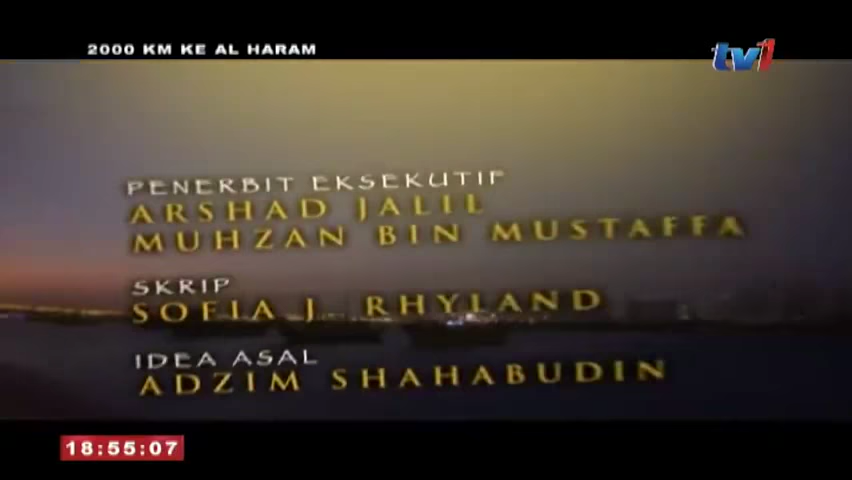 2000 KM KE AL HARAM
tv1
PENERBIT EKSEKUTIF
ARSHAD JALIL
MUHZAN BIN MUSTAFFA
SKRIP
SOFIA J. RHYLAND
IDEA ASAL
ADZIM SHAHABUDIN
18:55:07